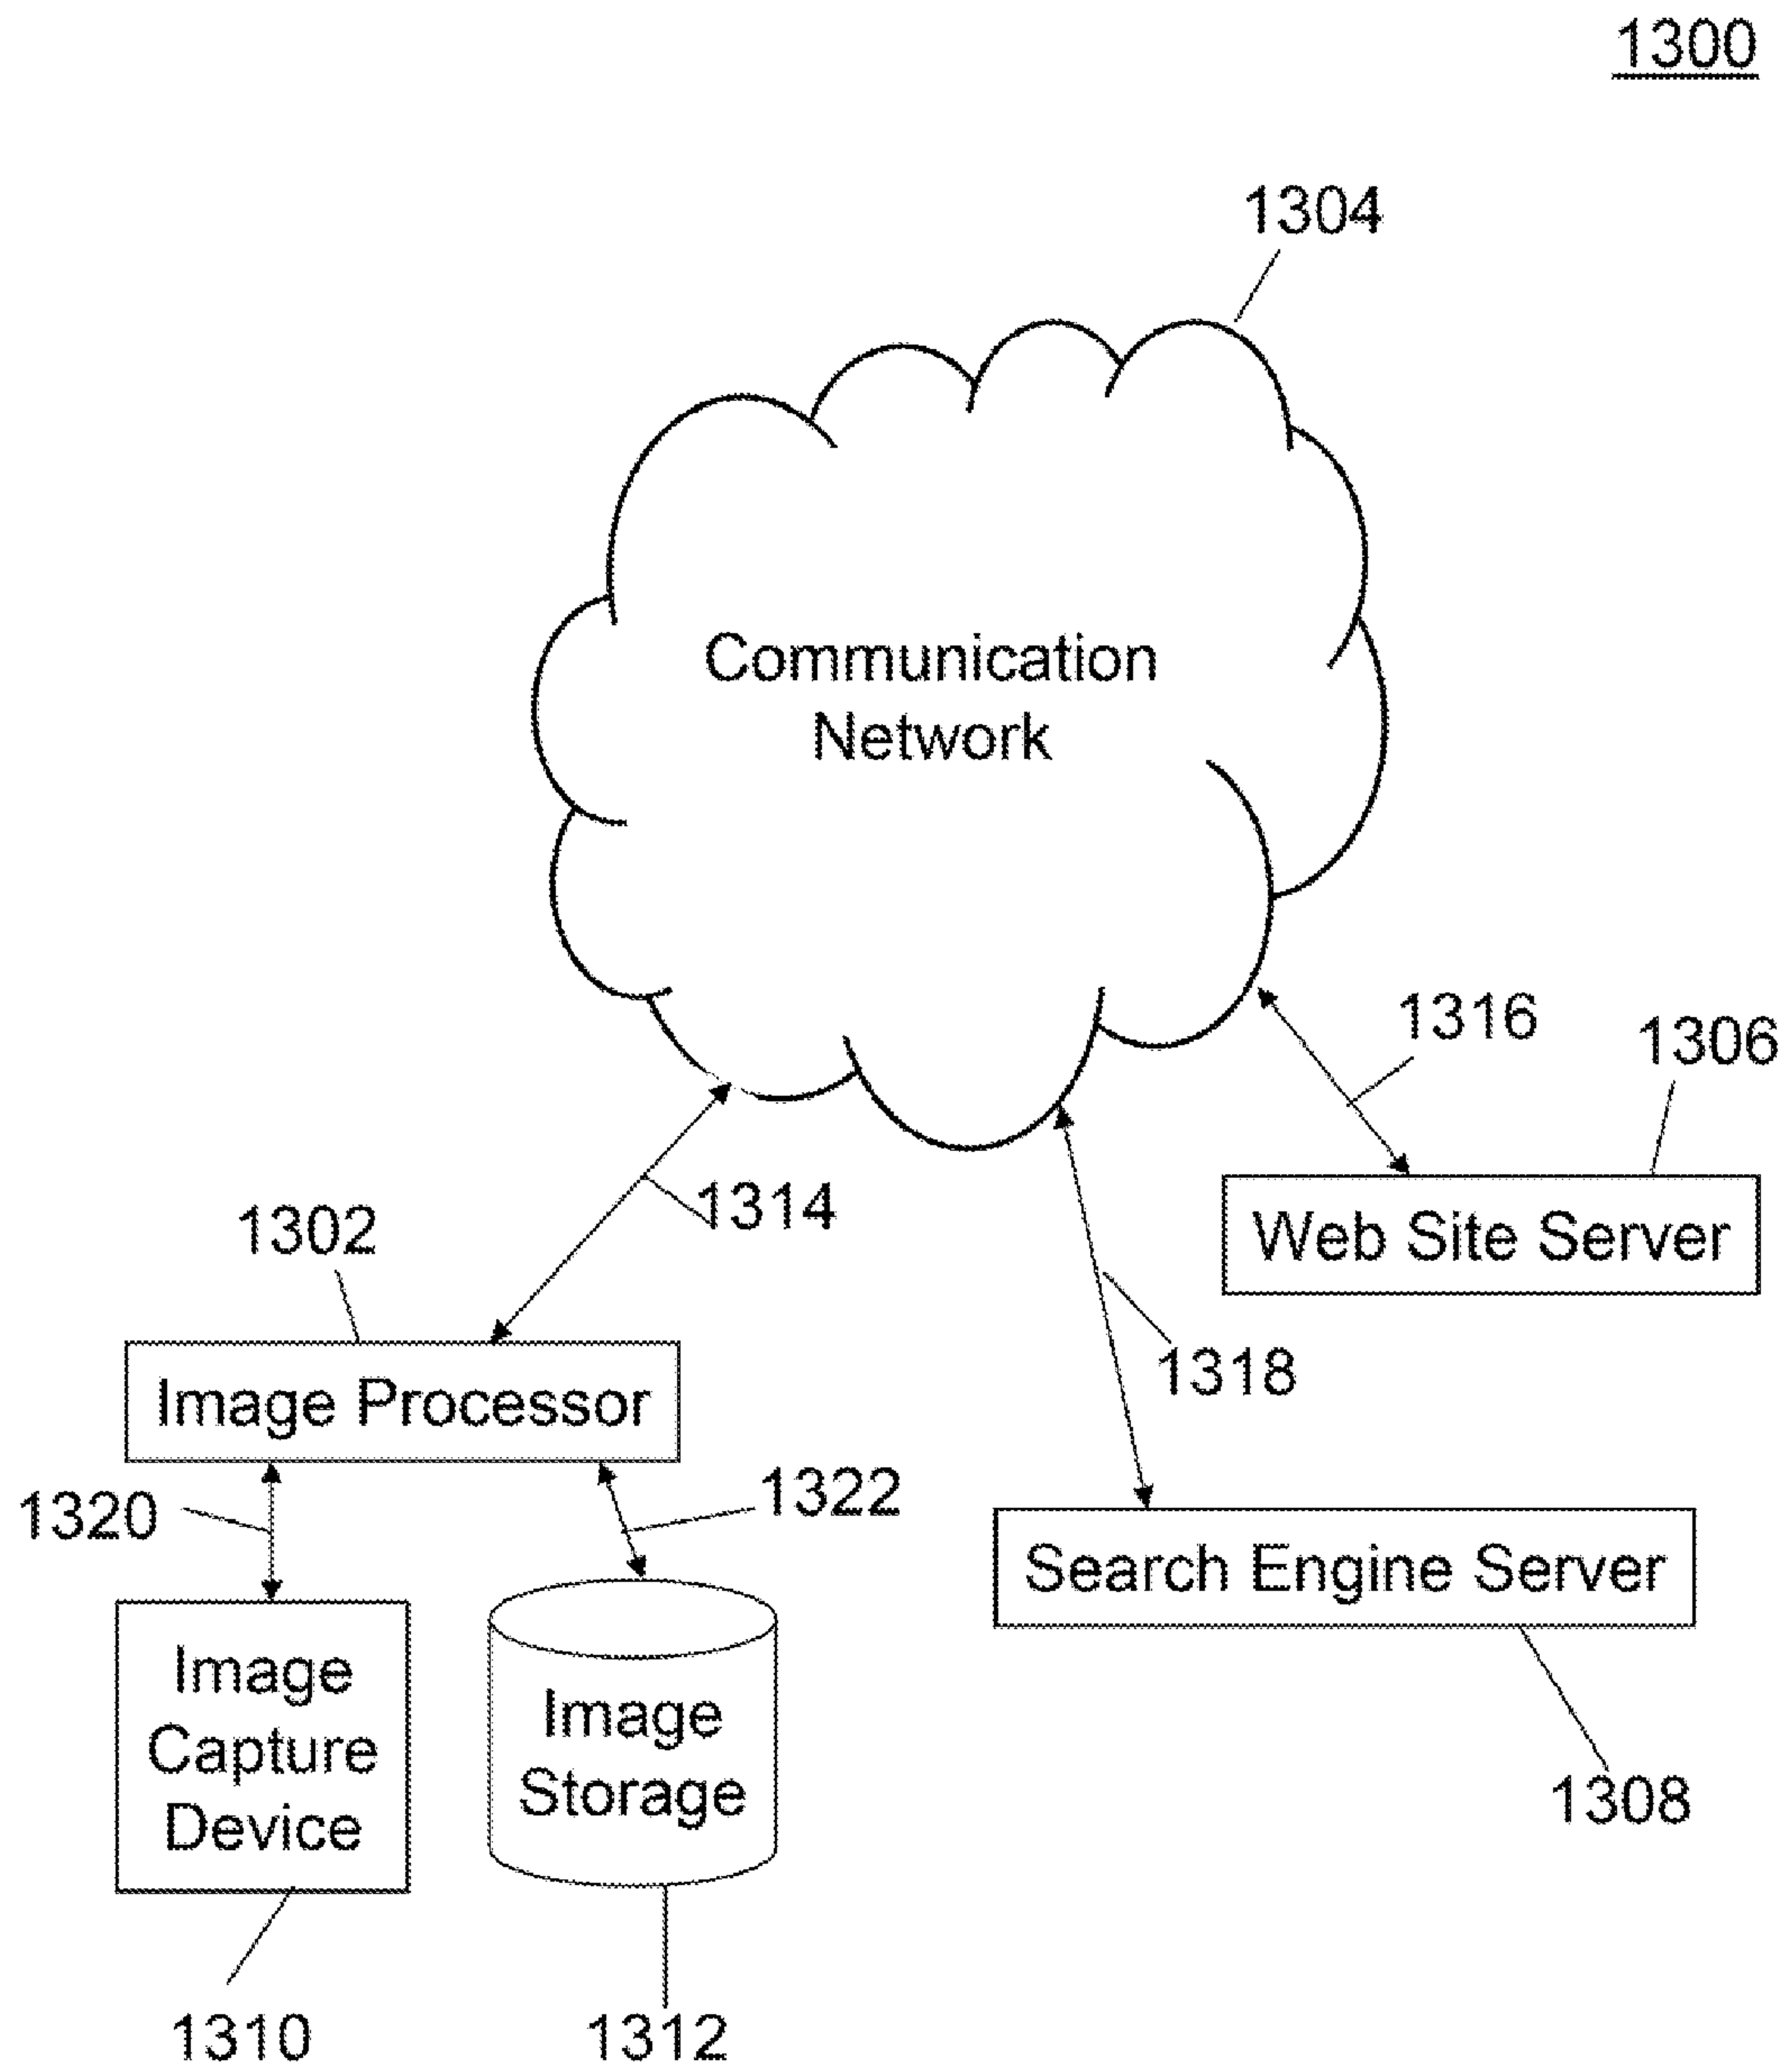 1300
1304
Communication
Network
1316
1306
1314
1302
Web Site Server
1318
Image Processor
1320
1322
Search Engine Server
Image
Capture
Device
Image
Storage
1308
1310
1312